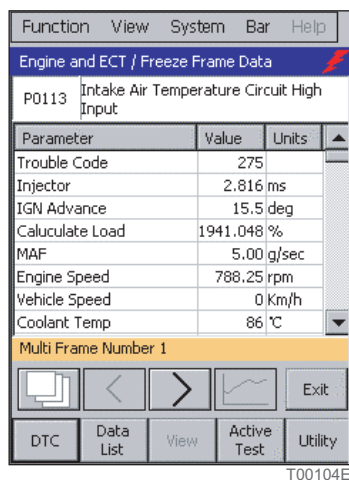 Function View System Bar Help
Engine and ECT / Freeze Frame Data
P0113 Intake Air Temperature Circuit High
Input
Parameter Value Units
Trouble Code 275
Injector 2.816 ms
IGN Advance 15.5 deg
Caluculate Load 1941.048 %
MAF 5.00 g/sec
Engine Speed 788.25 rpm
Vehicle Speed 0 Km/h
Coolant Temp 86 ℃
Multi Frame Number 1
Exit
DTC Data List View Active Test Utility
T00104E